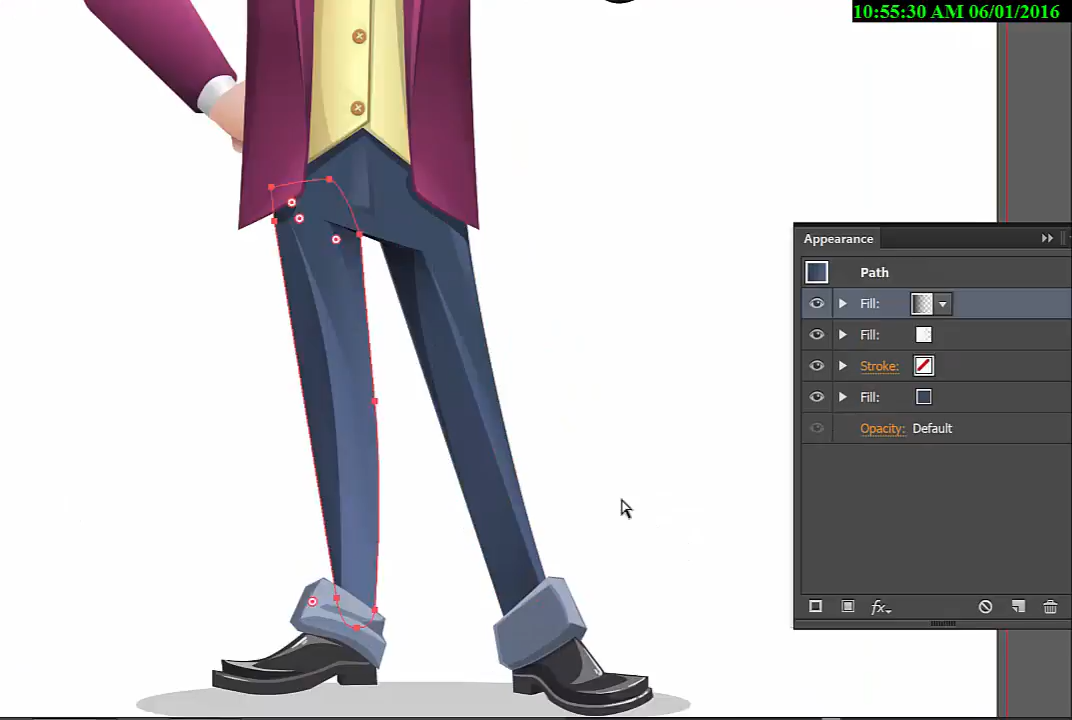 10:55:30 AM 06/01/2016
Appearance
Path
Fill:
Fill:
Stroke:
Fill:
Opacity: Default
fx